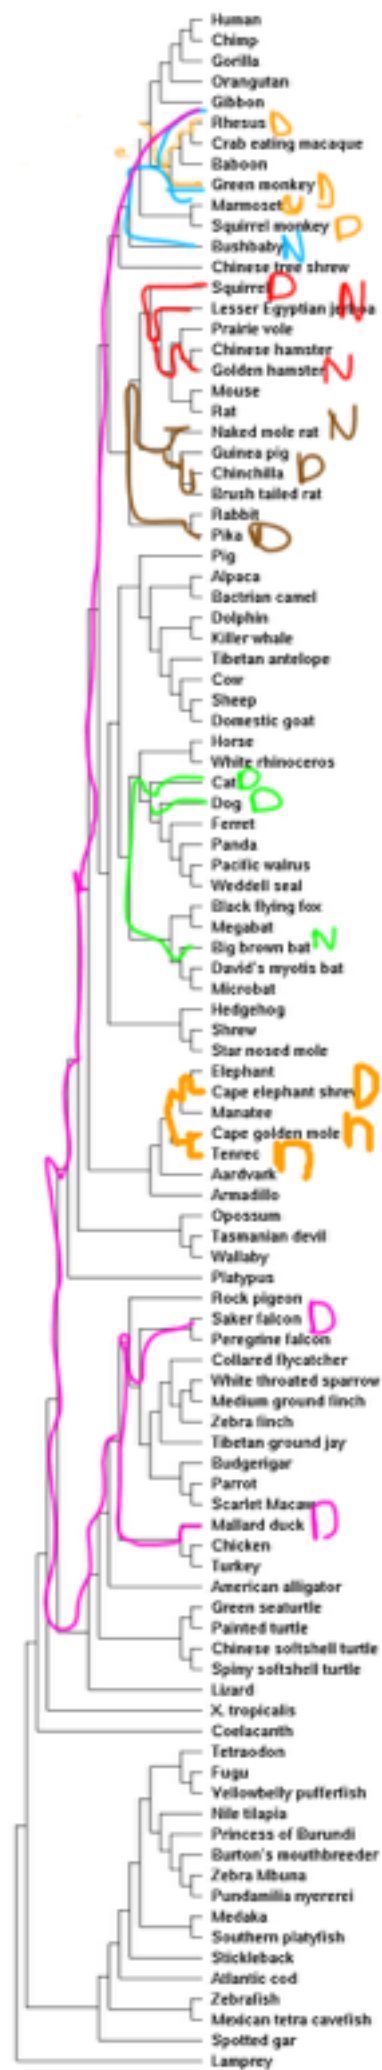 Human
Chimp
Gorilla
Orangutan
Gibbon
Rhesus D
Crab eating macaque
Baboon
Green monkey D
Marmoset
Squirrel monkey D
Bushbaby N
Chinese tree shrew
Squirrel D
Lesser Egyptian jerboa N
Prairie vole
Chinese hamster
Golden hamster N
Mouse
Rat
Naked mole rat N
Guinea pig
Chinchilla D
Brush tailed rat
Rabbit
Pika D
Pig
Alpaca
Bactrian camel
Dolphin
Killer whale
Tibetan antelope
Cow
Sheep
Domestic goat
Horse
White rhinoceros
Cat D
Dog D
Ferret
Panda
Pacific walrus
Weddell seal
Black flying fox
Megabat
Big brown bat N
David's myotis bat
Microbat
Hedgehog
Shrew
Star nosed mole
Elephant
Cape elephant shrew D
Manatee
Cape golden mole n
Tenrec n
Aardvark
Armadillo
Opossum
Tasmanian devil
Wallaby
Platypus
Rock pigeon
Saker falcon D
Peregrine falcon
Collared flycatcher
White throated sparrow
Medium ground finch
Zebra finch
Tibetan ground jay
Budgerigar
Parrot
Scarlet Macaw
Mallard duck D
Chicken
Turkey
American alligator
Green seaturtle
Painted turtle
Chinese softshell turtle
Spiny softshell turtle
Lizard
X. tropicalis
Coelacanth
Tetraodon
Fugu
Yellowbelly pufferfish
Nile tilapia
Princess of Burundi
Burton's mouthbreeder
Zebra Mbuna
Pundamilia nyererei
Medaka
Southern platyfish
Stickleback
Atlantic cod
Zebrafish
Mexican tetra cavefish
Spotted gar
Lamprey